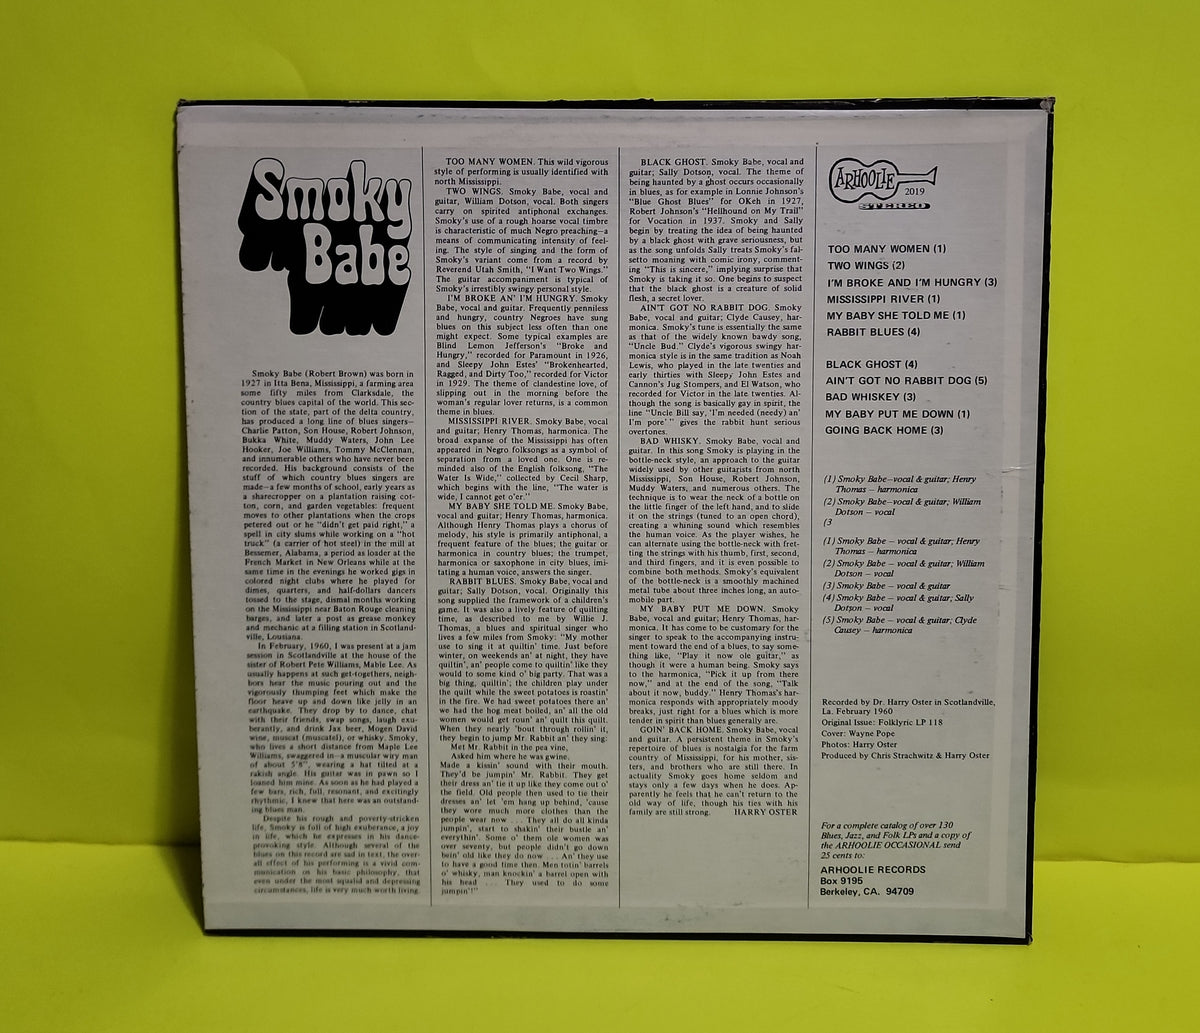 Smoky
Babe
Smoky Babe (Robert Brown) was born in
1927 in Itta Bena, Mississippi, a farming area
some fifty miles from Clarksdale, the
country blues capital of the world. This sec-
tion of the state, part of the delta country,
has produced a long line of blues singers—
Charlie Patton, Son House, Robert Johnson,
Bukka White, Muddy Waters, John Lee
Hooker, Joe Williams, Tommy McClennan,
and innumerable others who have never been
recorded. His background consists of the
stuff of which country blues singers are
made—a few months of school, early years as
a sharecropper on a plantation raising cot-
ton, corn, and garden vegetables: frequent
moves to other plantations when the crops
petered out or he "didn't get paid right," a
spell in city slums while working on a "hot
truck" (a carrier of hot steel) in the mill at
Bessemer, Alabama, a period as loader at the
French Market in New Orleans while at the
same time in the evenings he worked gigs in
colored night clubs where he played for
dimes, quarters, and half-dollars dancers
tossed to the stage, dismal months working
on the Mississippi near Baton Rouge cleaning
barges, and later a post as grease monkey
and mechanic at a filling station in Scotland-
ville, Lousiana.
In February, 1960, I was present at a jam
session in Scotlandville at the house of the
sister of Robert Pete Williams, Mable Lee. As
usually happens at such get-togethers, neigh-
bors hear the music pouring out and the
vigorously thumping feet which make the
floor heave up and down like jelly in an
earthquake. They drop by to dance, chat
with their friends, swap songs, laugh exu-
berantly, and drink Jax beer, Mogen David
wine, muscat (muscatel), or whisky. Smoky,
who lives a short distance from Maple Lee
Williams, swaggered in—a muscular wiry man
of about 5'8", wearing a hat tilted at a
rakish angle. His guitar was in pawn so I
loaned him mine. As soon as he had played a
few bars, rich, full, resonant, and excitingly
rhythmic, I knew that here was an outstand-
ing blues man.
Despite his rough and poverty-stricken
life, Smoky is full of high exuberance, a joy
in life, which he expresses in his dance-
provoking style. Although several of the
blues on this record are sad in text, the over-
all effect of his performing is a vivid com-
munication on his basic philosophy, that
even under the most squalid and depressing
circumstances, life is very much worth living.
TOO MANY WOMEN. This wild vigorous
style of performing is usually identified with
north Mississippi.
TWO WINGS. Smoky Babe, vocal and
guitar, William Dotson, vocal. Both singers
carry on spirited antiphonal exchanges.
Smoky's use of a rough hoarse vocal timbre
is characteristic of much Negro preaching—a
means of communicating intensity of feel-
ing. The style of singing and the form of
Smoky's variant come from a record by
Reverend Utah Smith, "I Want Two Wings."
The guitar accompaniment is typical of
Smoky's irrestibly swingy personal style.
I'M BROKE AN' I'M HUNGRY. Smoky
Babe, vocal and guitar. Frequently penniless
and hungry, country Negroes have sung
blues on this subject less often than one
might expect. Some typical examples are
Blind Lemon Jefferson's "Broke and
Hungry," recorded for Paramount in 1926,
and Sleepy John Estes' "Brokenhearted,
Ragged, and Dirty Too," recorded for Victor
in 1929. The theme of clandestine love, of
slipping out in the morning before the
woman's regular lover returns, is a common
theme in blues.
MISSISSIPPI RIVER. Smoky Babe, vocal
and guitar; Henry Thomas, harmonica. The
broad expanse of the Mississippi has often
appeared in Negro folksongs as a symbol of
separation from a loved one. One is re-
minded also of the English folksong, "The
Water Is Wide," collected by Cecil Sharp,
which begins with the line, "The water is
wide, I cannot get o'er."
MY BABY SHE TOLD ME. Smoky Babe,
vocal and guitar; Henry Thomas, harmonica.
Although Henry Thomas plays a chorus of
melody, his style is primarily antiphonal, a
frequent feature of the blues; the guitar or
harmonica in country blues; the trumpet,
harmonica or saxophone in city blues, imi-
tating a human voice, answers the singer.
RABBIT BLUES. Smoky Babe, vocal and
guitar; Sally Dotson, vocal. Originally this
song supplied the framework of a children's
game. It was also a lively feature of quilting
time, as described to me by Willie J.
Thomas, a blues and spiritual singer who
lives a few miles from Smoky: "My mother
use to sing it at quiltin' time. Just before
winter, on weekends an' at night, they have
quiltin', an' people come to quiltin' like they
would to some kind o' big party. That was a
big thing, quiltin'; the children play under
the quilt while the sweet potatoes is roastin'
in the fire. We had sweet potatoes there an'
we had the hog meat boiled, an' all the old
women would get roun' an' quilt this quilt.
When they nearly 'bout through rollin' it,
they begin to jump Mr. Rabbit an' they sing:
Met Mr. Rabbit in the pea vine,
Asked him where he was gwine.
Made a kissin' sound with their mouth.
They'd be jumpin' Mr. Rabbit. They get
their dress an' tie it up like they come out o'
the field. Old people then used to tie their
dresses an' let 'em hang up behind, 'cause
they wore much more clothes than the
people wear now . . . They all do all kinda
jumpin', start to shakin' their bustle an'
everythin'. Some o' them ole women was
over seventy, but people didn't go down
bein' old like they do now . . . An' they use
to have a good time then. Men totin' barrels
o' whisky, man knockin' a barrel open with
his head . . . They used to do some
jumpin'!"
BLACK GHOST. Smoky Babe, vocal and
guitar; Sally Dotson, vocal. The theme of
being haunted by a ghost occurs occasionally
in blues, as for example in Lonnie Johnson's
"Blue Ghost Blues" for OKeh in 1927,
Robert Johnson's "Hellhound on My Trail"
for Vocation in 1937. Smoky and Sally
begin by treating the idea of being haunted
by a black ghost with grave seriousness, but
as the song unfolds Sally treats Smoky's fal-
setto moaning with comic irony, comment-
ing "This is sincere," implying surprise that
Smoky is taking it so. One begins to suspect
that the black ghost is a creature of solid
flesh, a secret lover.
AIN'T GOT NO RABBIT DOG. Smoky
Babe, vocal and guitar; Clyde Causey, har-
monica. Smoky's tune is essentially the same
as that of the widely known bawdy song,
"Uncle Bud." Clyde's vigorous swingy har-
monica style is in the same tradition as Noah
Lewis, who played in the late twenties and
early thirties with Sleepy John Estes and
Cannon's Jug Stompers, and El Watson, who
recorded for Victor in the late twenties. Al-
though the song is basically gay in spirit, the
line "Uncle Bill say, 'I'm needed (needy) an'
I'm pore' " gives the rabbit hunt serious
overtones.
BAD WHISKY. Smoky Babe, vocal and
guitar. In this song Smoky is playing in the
bottle-neck style, an approach to the guitar
widely used by other guitarists from north
Mississippi, Son House, Robert Johnson,
Muddy Waters, and numerous others. The
technique is to wear the neck of a bottle on
the little finger of the left hand, and to slide
it on the strings (tuned to an open chord),
creating a whining sound which resembles
the human voice. As the player wishes, he
can alternate using the bottle-neck with fret-
ting the strings with his thumb, first, second,
and third fingers, and it is even possible to
combine both methods. Smoky's equivalent
of the bottle-neck is a smoothly machined
metal tube about three inches long, an auto-
mobile part.
MY BABY PUT ME DOWN. Smoky
Babe, vocal and guitar; Henry Thomas, har-
monica. It has come to be customary for the
singer to speak to the accompanying instru-
ment toward the end of a blues, to say some-
thing like, "Play it now ole guitar," as
though it were a human being. Smoky says
to the harmonica, "Pick it up from there
now," and at the end of the song, "Talk
about it now, buddy." Henry Thomas's har-
monica responds with appropriately moody
breaks, just right for a blues which is more
tender in spirit than blues generally are.
GOIN' BACK HOME. Smoky Babe, vocal
and guitar. A persistent theme in Smoky's
repertoire of blues is nostalgia for the farm
country of Mississippi, for his mother, sis-
ters, and brothers who are still there. In
actuality Smoky goes home seldom and
stays only a few days when he does. Ap-
parently he feels that he can't return to the
old way of life, though his ties with his
family are still strong. HARRY OSTER
ARHOOLIE
2019
STEREO
TOO MANY WOMEN (1)
TWO WINGS (2)
I'M BROKE AND I'M HUNGRY (3)
MISSISSIPPI RIVER (1)
MY BABY SHE TOLD ME (1)
RABBIT BLUES (4)
BLACK GHOST (4)
AIN'T GOT NO RABBIT DOG (5)
BAD WHISKEY (3)
MY BABY PUT ME DOWN (1)
GOING BACK HOME (3)
(1) Smoky Babe—vocal & guitar; Henry
Thomas — harmonica
(2) Smoky Babe—vocal & guitar; William
Dotson — vocal
(3
(1) Smoky Babe — vocal & guitar; Henry
Thomas — harmonica
(2) Smoky Babe — vocal & guitar; William
Dotson — vocal
(3) Smoky Babe — vocal & guitar
(4) Smoky Babe — vocal & guitar; Sally
Dotson — vocal
(5) Smoky Babe — vocal & guitar; Clyde
Causey — harmonica
Recorded by Dr. Harry Oster in Scotlandville,
La. February 1960
Original Issue: Folklyric LP 118
Cover: Wayne Pope
Photos: Harry Oster
Produced by Chris Strachwitz & Harry Oster
For a complete catalog of over 130
Blues, Jazz, and Folk LPs and a copy of
the ARHOOLIE OCCASIONAL send
25 cents to:
ARHOOLIE RECORDS
Box 9195
Berkeley, CA. 94709